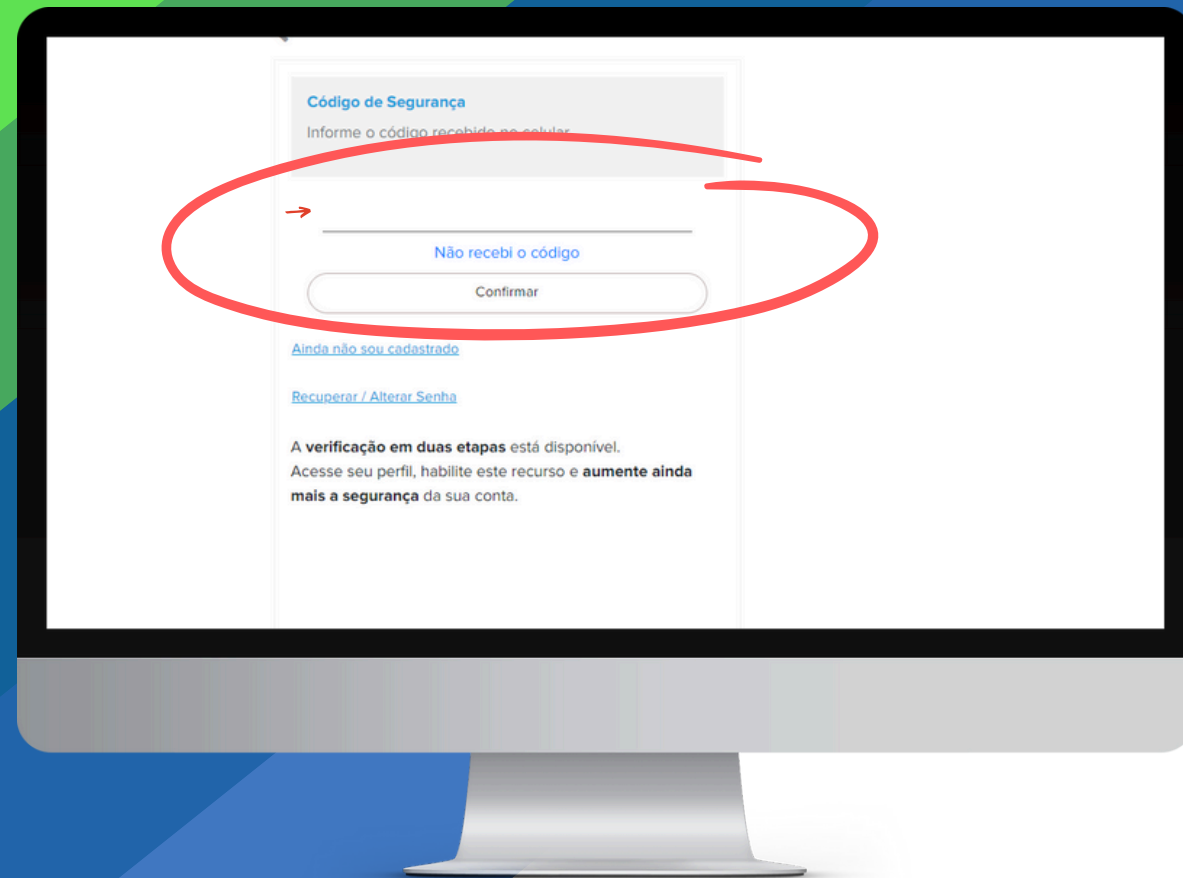 Código de Segurança
Informe o código recebido no celular
Não recebi o código
Confirmar
Ainda não sou cadastrado
Recuperar / Alterar Senha
A verificação em duas etapas está disponível.
Acesse seu perfil, habilite este recurso e aumente ainda
mais a segurança da sua conta.